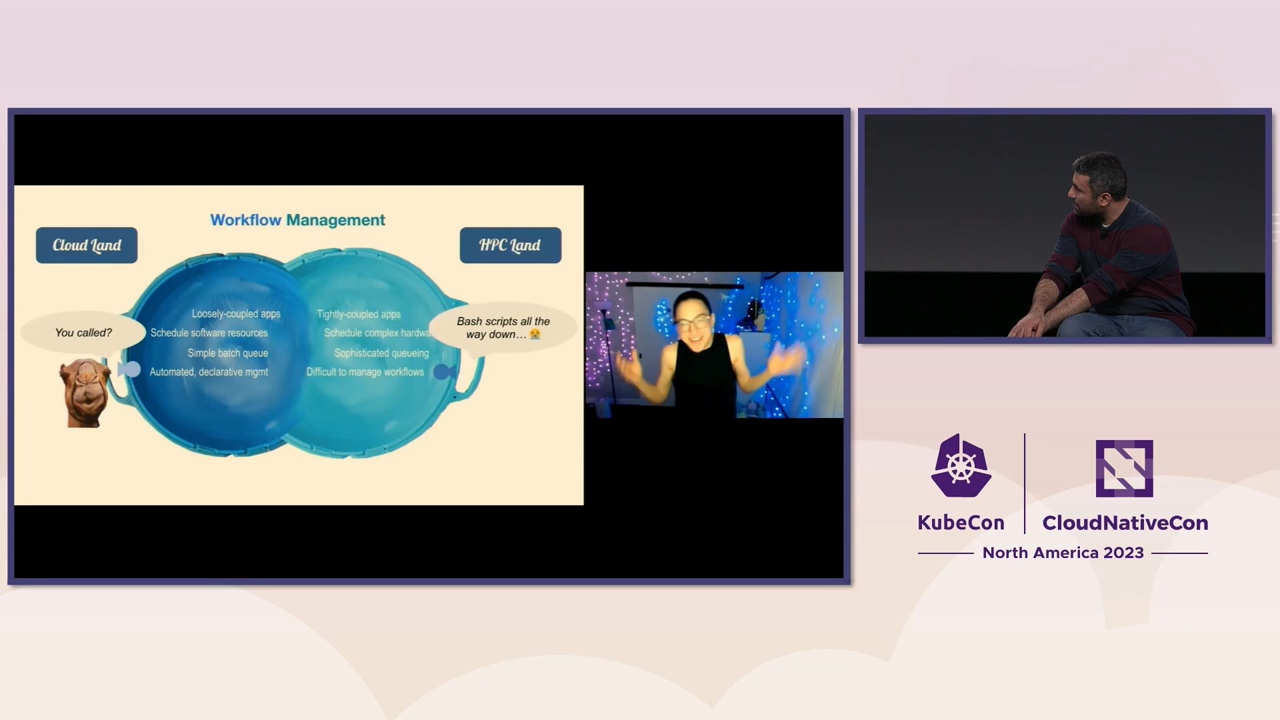 Workflow Management
Cloud Land
HPC Land
You called?
Loosely-coupled apps
Schedule software resources
Simple batch queue
Automated, declarative mgmt
Tightly-coupled apps
Schedule complex
Sophisticated queueing
Difficult to manage workflows
Bash scripts all the
way down... 😭
KubeCon
CloudNativeCon
North America 2023